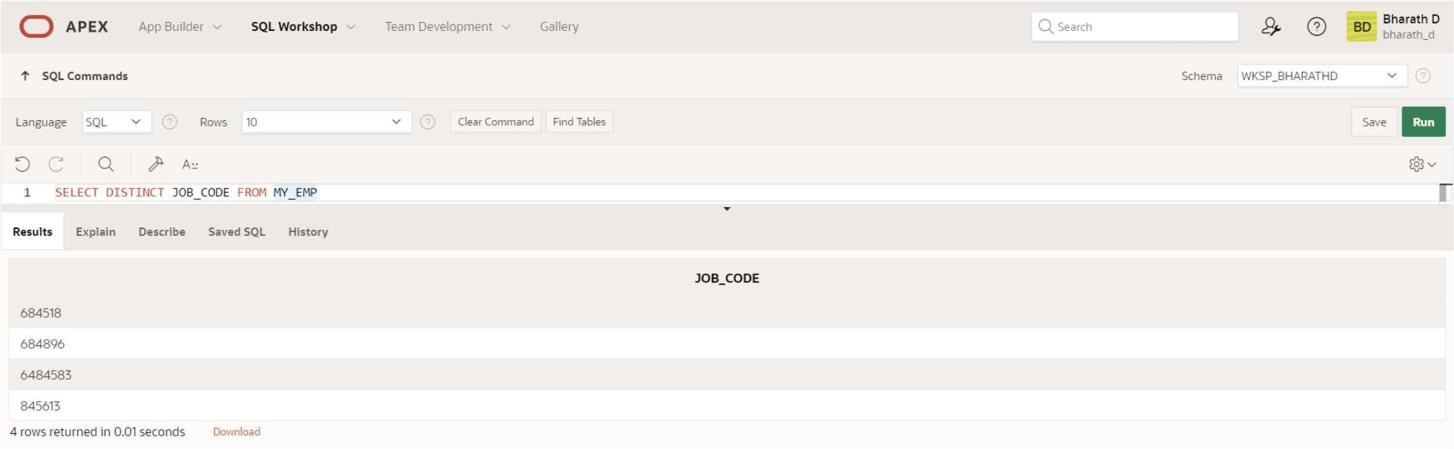 APEX App Builder SQL Workshop Team Development Gallery Search BD Bharath D
bharath_d
SQL Commands Schema WKSP_BHARATHD
Language SQL Rows 10 Clear Command Find Tables Save Run
A::
1 SELECT DISTINCT JOB_CODE FROM MY_EMP
Results Explain Describe Saved SQL History
JOB_CODE
684518
684896
6484583
845613
4 rows returned in 0.01 seconds Download